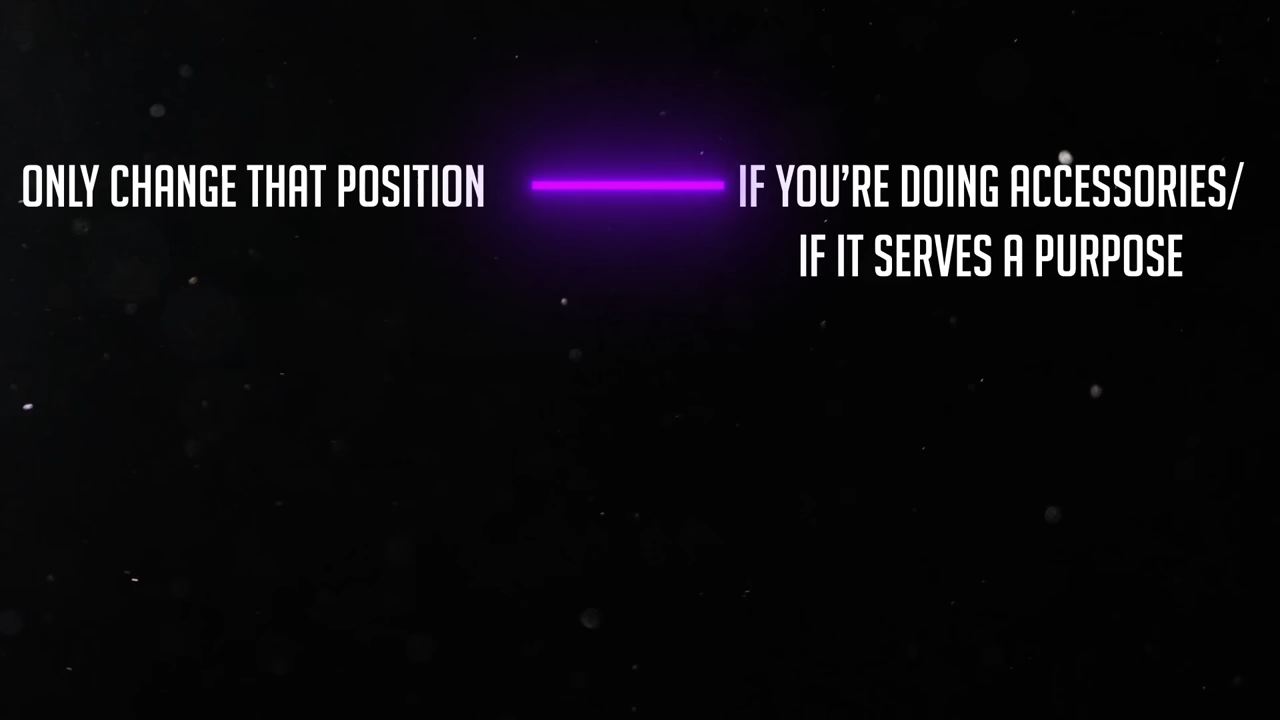 ONLY CHANGE THAT POSITION
IF YOU’RE DOING ACCESSORIES/
IF IT SERVES A PURPOSE